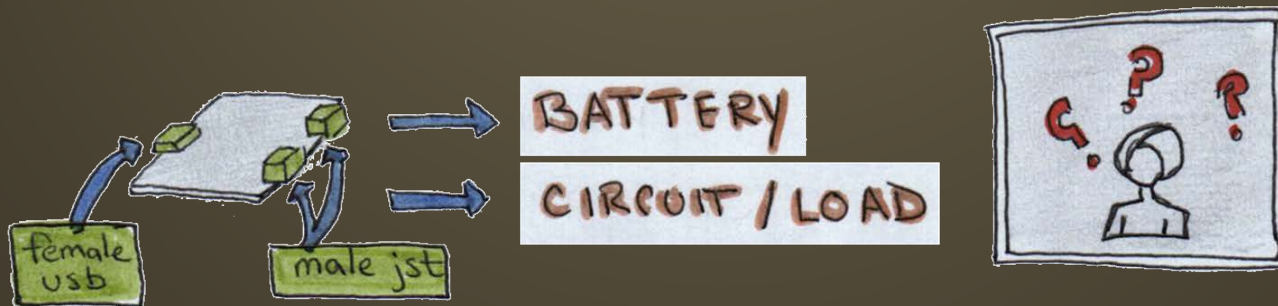 BATTERY
CIRCUIT / LOAD
female
usb
male jst
? ? ?